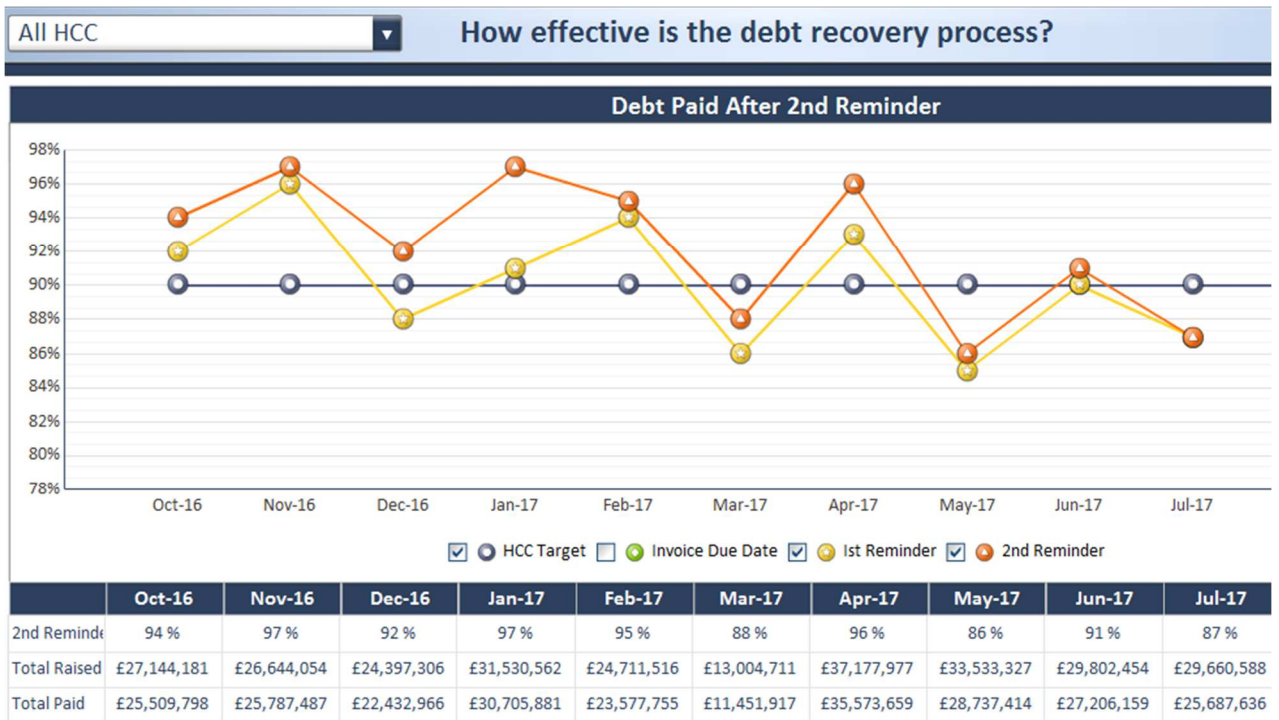 All HCC
How effective is the debt recovery process?
Debt Paid After 2nd Reminder
98%
96%
94%
92%
90%
88%
86%
84%
82%
80%
78%
Oct-16 Nov-16 Dec-16 Jan-17 Feb-17 Mar-17 Apr-17 May-17 Jun-17 Jul-17
HCC Target Invoice Due Date Ist Reminder 2nd Reminder
Oct-16 Nov-16 Dec-16 Jan-17 Feb-17 Mar-17 Apr-17 May-17 Jun-17 Jul-17
2nd Reminde 94 % 97 % 92 % 97 % 95 % 88 % 96 % 86 % 91 % 87 %
Total Raised £27,144,181 £26,644,054 £24,397,306 £31,530,562 £24,711,516 £13,004,711 £37,177,977 £33,533,327 £29,802,454 £29,660,588
Total Paid £25,509,798 £25,787,487 £22,432,966 £30,705,881 £23,577,755 £11,451,917 £35,573,659 £28,737,414 £27,206,159 £25,687,636